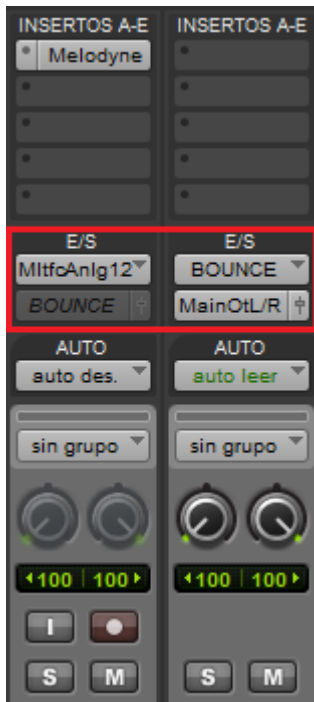 INSERTOS A-E INSERTOS A-E
Melodyne
E/S E/S
MltfcAnlg12 BOUNCE
BOUNCE MainOtL/R
AUTO AUTO
auto des. auto leer
sin grupo sin grupo
100 100 100 100
I
S M S M